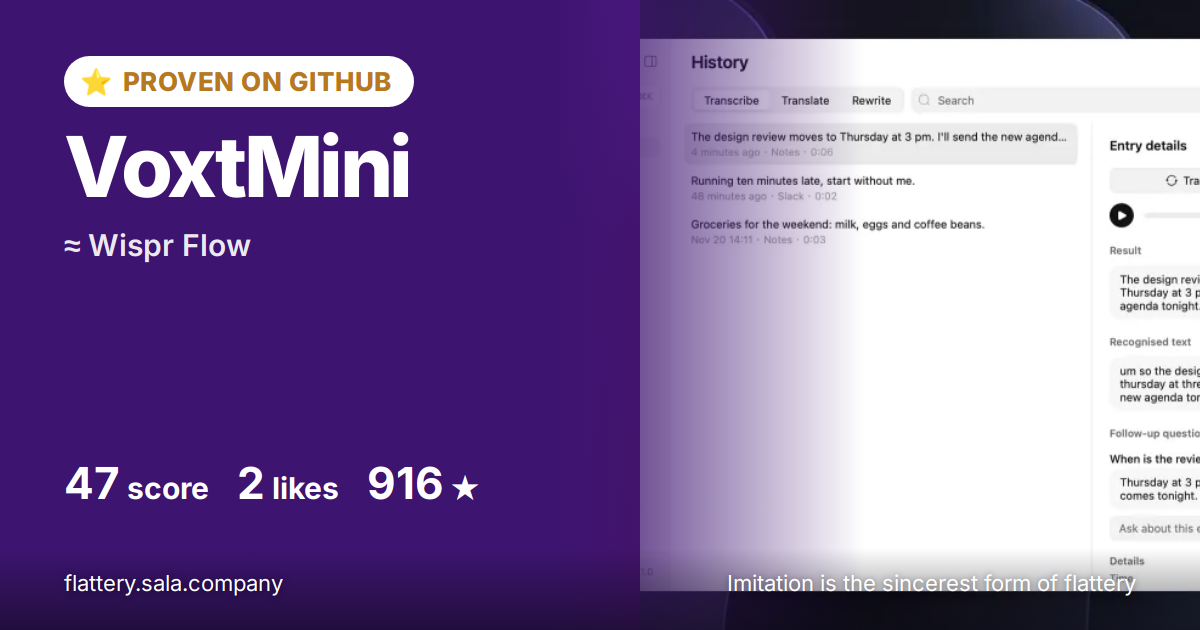 ⭐ PROVEN ON GITHUB
VoxtMini
≈ Wispr Flow
47 score 2 likes 916 ★
flattery.sala.company
History
Transcribe Translate Rewrite Search
The design review moves to Thursday at 3 pm. I'll send the new agend...
4 minutes ago · Notes · 0:06
Running ten minutes late, start without me.
48 minutes ago · Slack · 0:02
Groceries for the weekend: milk, eggs and coffee beans.
Nov 20 14:11 · Notes · 0:03
Entry details
Tra
Result
The design revi
Thursday at 3 p
agenda tonight.
Recognised text
um so the desig
thursday at thre
new agenda ton
Follow-up questio
When is the revie
Thursday at 3 p
comes tonight.
Ask about this e
Details
Time
Imitation is the sincerest form of flattery